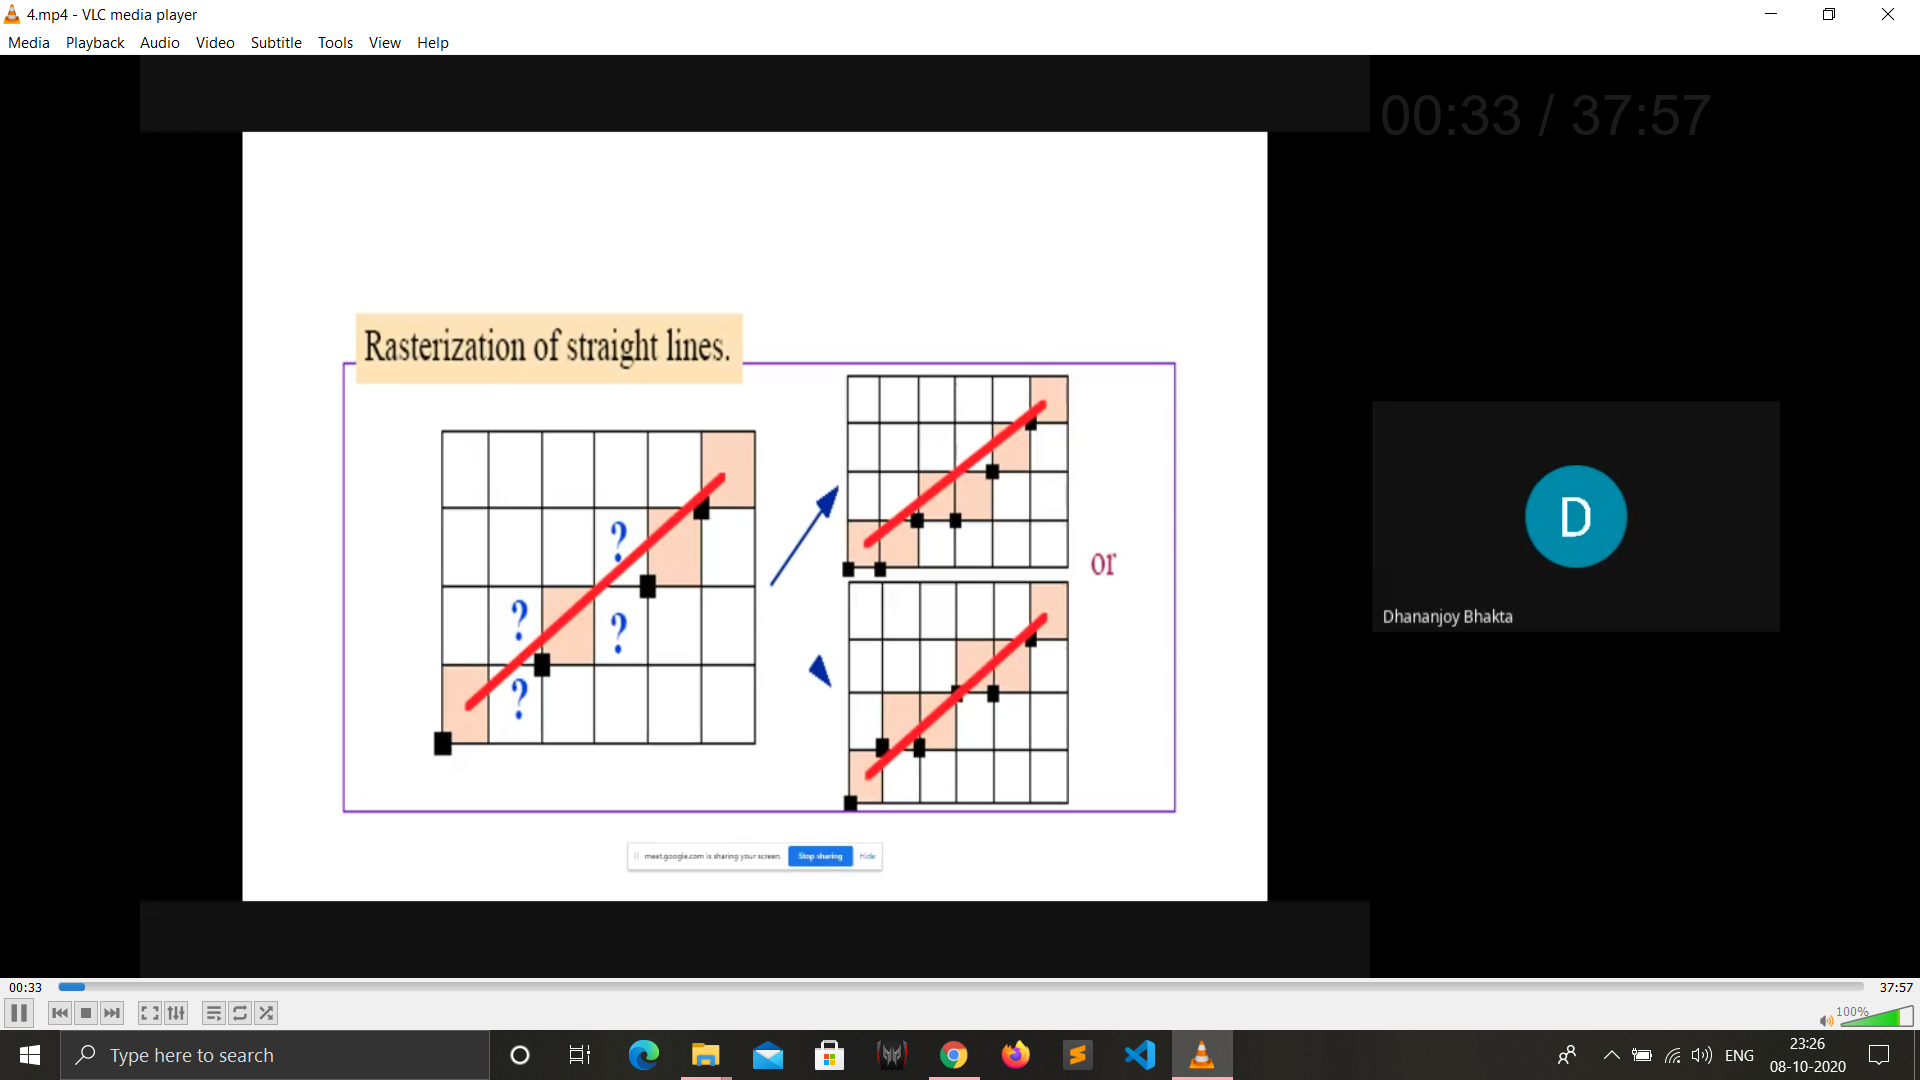 4.mp4 - VLC media player
Media Playback Audio Video Subtitle Tools View Help
00:33 / 37:57
Rasterization of straight lines.
?
?
?
?
or
D
Dhananjoy Bhakta
meet.google.com is sharing your screen. Stop sharing Hide
00:33
37:57
100%
Type here to search
ENG
23:26
08-10-2020